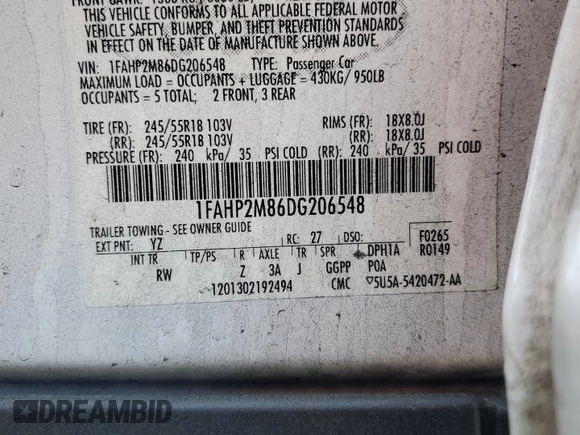 THIS VEHICLE CONFORMS TO ALL APPLICABLE FEDERAL MOTOR
VEHICLE SAFETY, BUMPER, AND THEFT PREVENTION STANDARDS
IN EFFECT ON THE DATE OF MANUFACTURE SHOWN ABOVE.
VIN: 1FAHP2M86DG206548 TYPE: Passenger Car
MAXIMUM LOAD = OCCUPANTS + LUGGAGE = 430KG/ 950LB
OCCUPANTS = 5 TOTAL; 2 FRONT, 3 REAR
TIRE (FR): 245/55R18 103V RIMS (FR): 18X8.0J
(RR): 245/55R18 103V (RR): 18X8.0J
PRESSURE (FR): 240 kPa/ 35 PSI COLD (RR): 240 kPa/ 35 PSI COLD
1FAHP2M86DG206548
TRAILER TOWING - SEE OWNER GUIDE
EXT PNT: YZ RC: 27 DSO: F0265
INT TR TP/PS R AXLE TR SPR DPH1A R0149
RW Z 3A J GGPP POA
1201302192494 CMC ▽5U5A-5420472-AA
DREAMBID